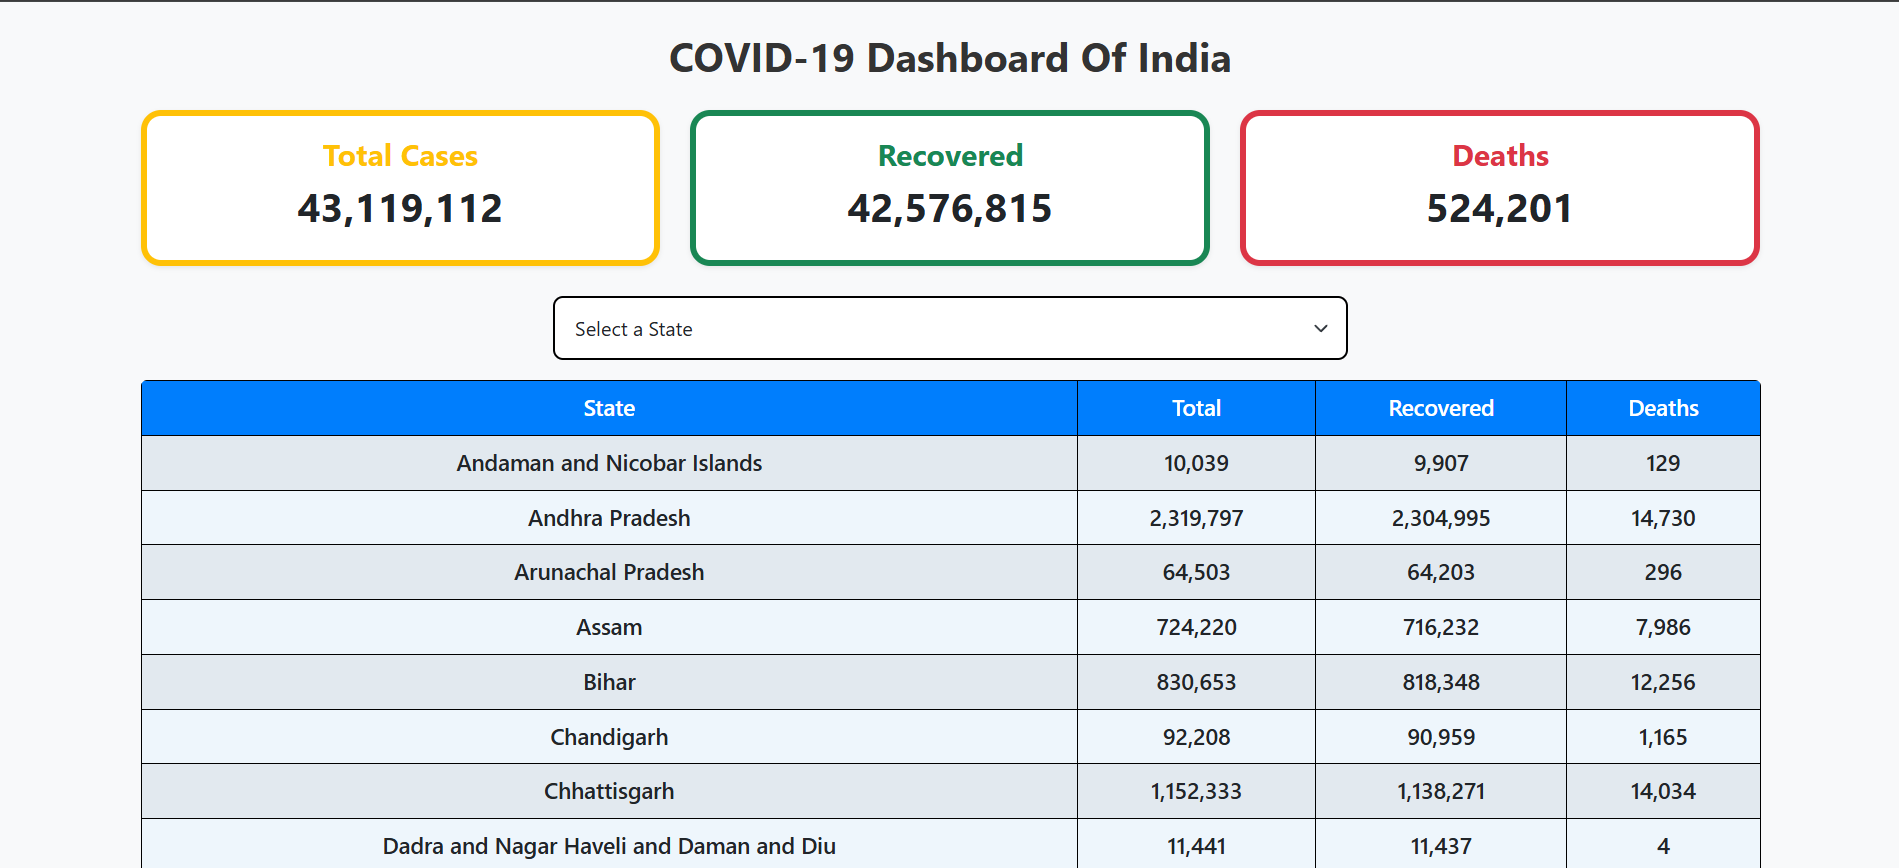 COVID-19 Dashboard Of India
Total Cases
43,119,112
Recovered
42,576,815
Deaths
524,201
Select a State
State Total Recovered Deaths
Andaman and Nicobar Islands 10,039 9,907 129
Andhra Pradesh 2,319,797 2,304,995 14,730
Arunachal Pradesh 64,503 64,203 296
Assam 724,220 716,232 7,986
Bihar 830,653 818,348 12,256
Chandigarh 92,208 90,959 1,165
Chhattisgarh 1,152,333 1,138,271 14,034
Dadra and Nagar Haveli and Daman and Diu 11,441 11,437 4